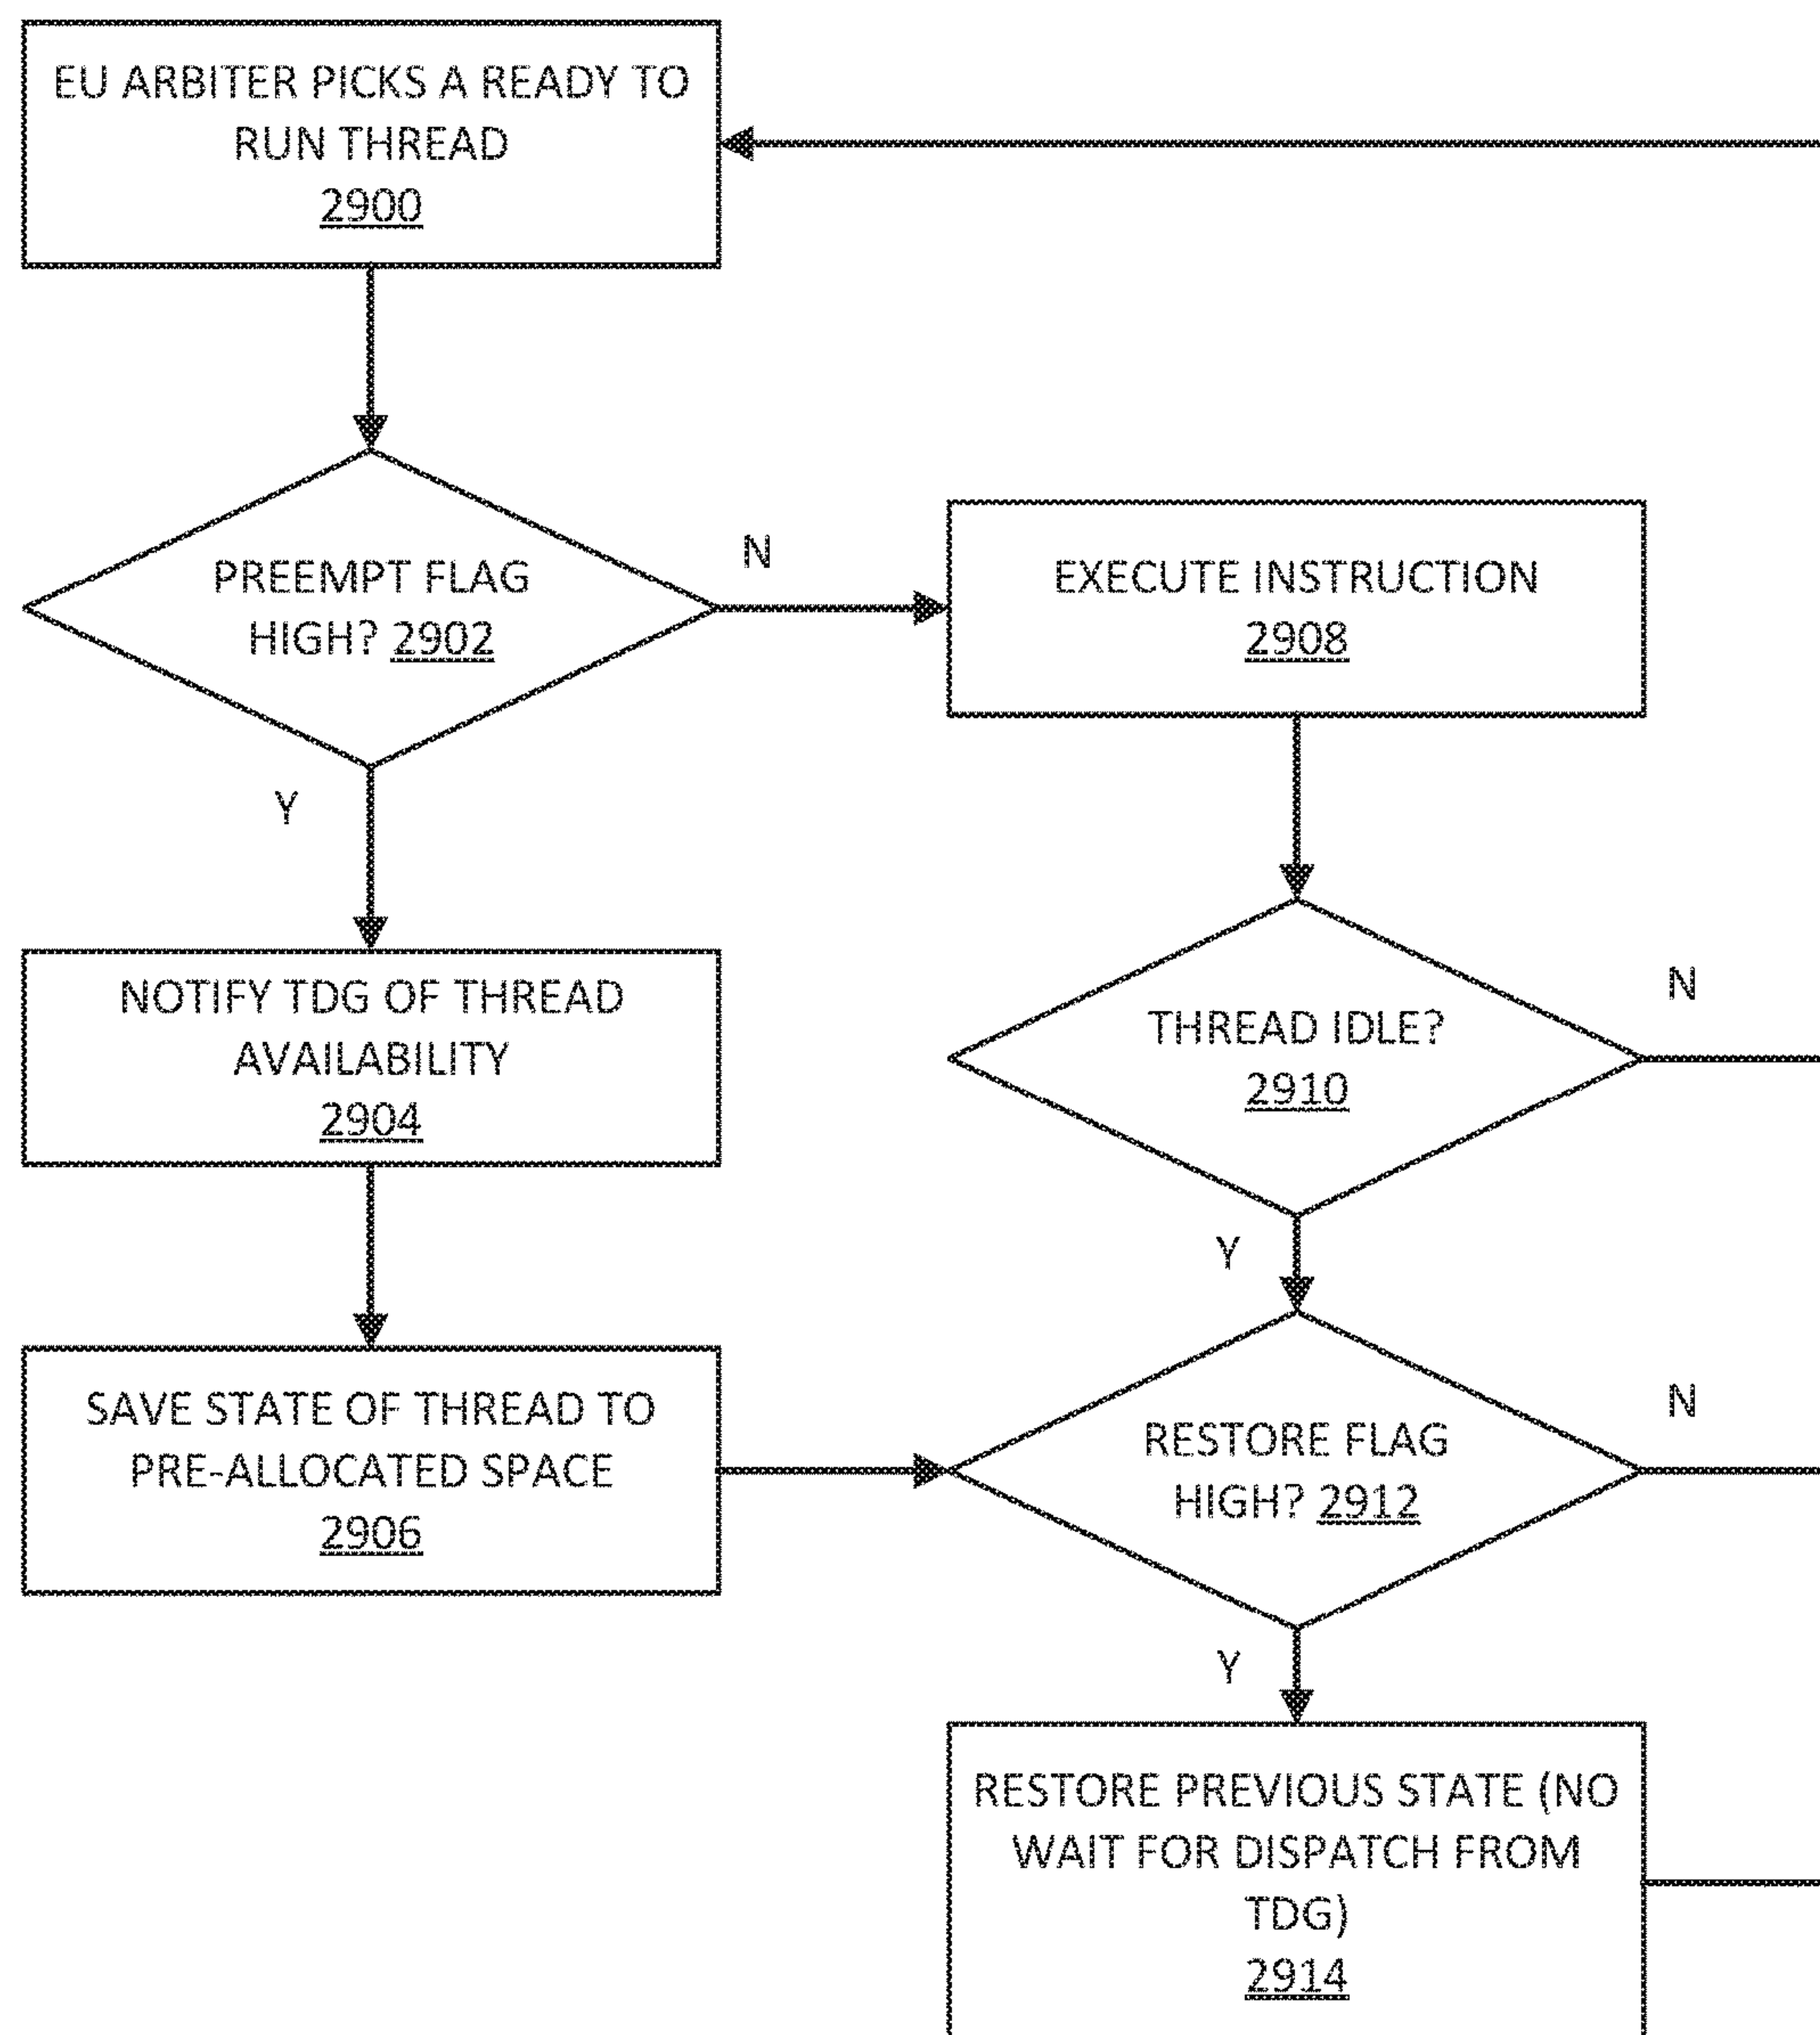 EU ARBITER PICKS A READY TO
RUN THREAD
2900
PREEMPT FLAG
HIGH? 2902
N
Y
EXECUTE INSTRUCTION
2908
NOTIFY TDG OF THREAD
AVAILABILITY
2904
THREAD IDLE?
2910
N
Y
SAVE STATE OF THREAD TO
PRE-ALLOCATED SPACE
2906
RESTORE FLAG
HIGH? 2912
N
Y
RESTORE PREVIOUS STATE (NO
WAIT FOR DISPATCH FROM
TDG)
2914